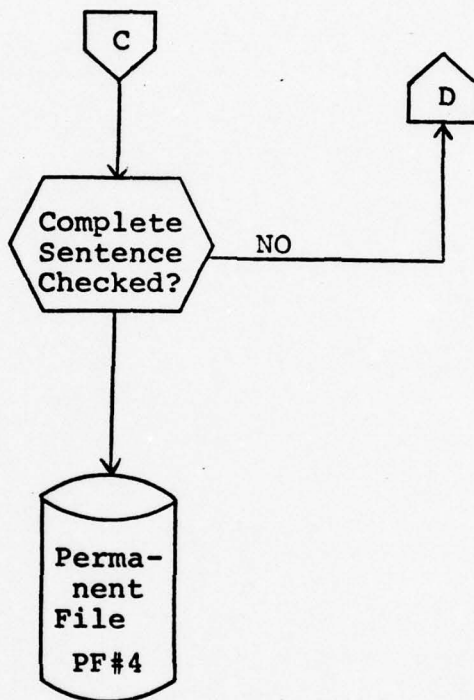 C
D
Complete
Sentence
Checked?
NO
Perma-
nent
File
PF#4